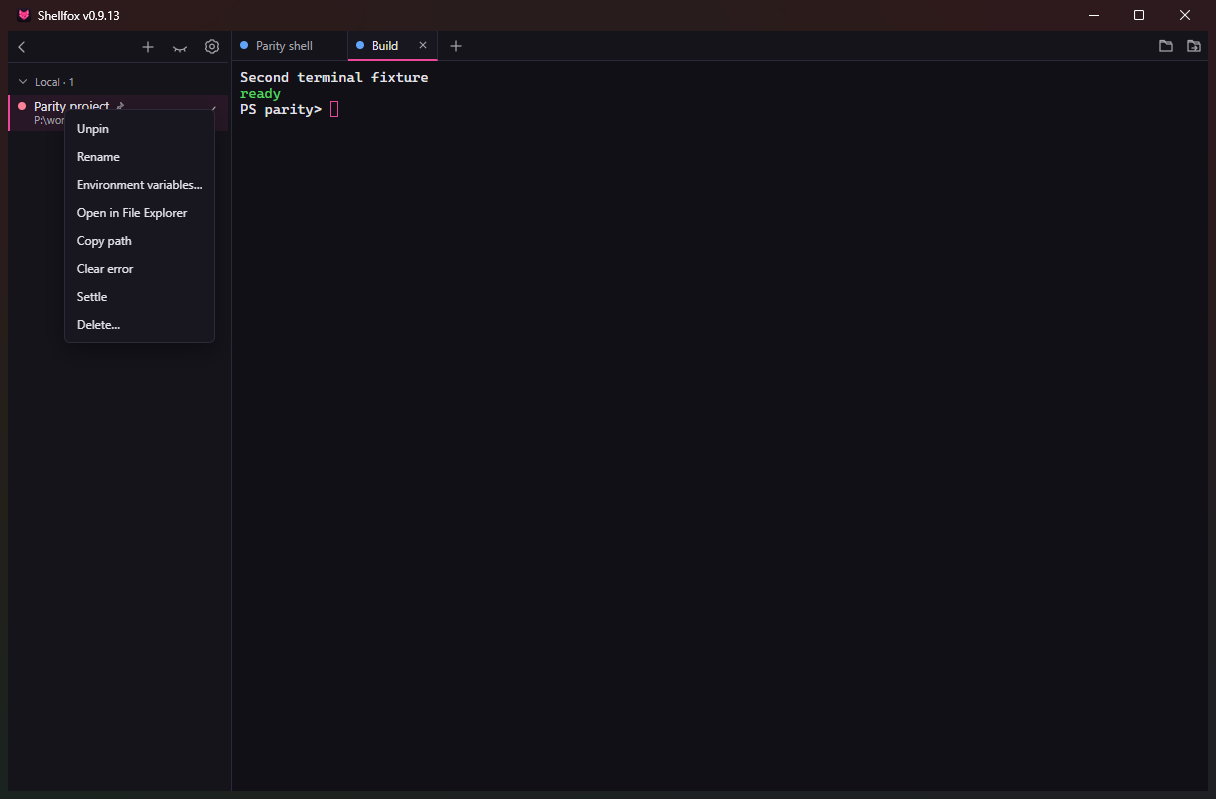 Shellfox v0.9.13
Parity shell
Build
Local · 1
Parity project
P:\wor
Unpin
Rename
Environment variables...
Open in File Explorer
Copy path
Clear error
Settle
Delete...
Second terminal fixture
ready
PS parity>